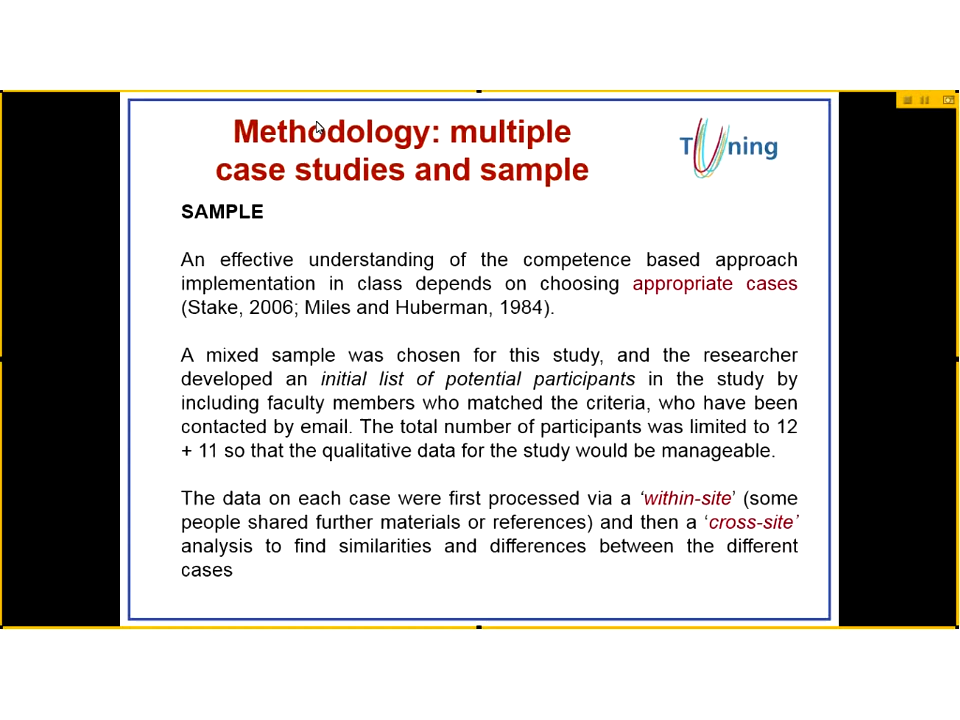 Methodology: multiple
case studies and sample
Tuning
SAMPLE
An effective understanding of the competence based approach
implementation in class depends on choosing appropriate cases
(Stake, 2006; Miles and Huberman, 1984).
A mixed sample was chosen for this study, and the researcher
developed an initial list of potential participants in the study by
including faculty members who matched the criteria, who have been
contacted by email. The total number of participants was limited to 12
+ 11 so that the qualitative data for the study would be manageable.
The data on each case were first processed via a ‘within-site’ (some
people shared further materials or references) and then a ‘cross-site’
analysis to find similarities and differences between the different
cases